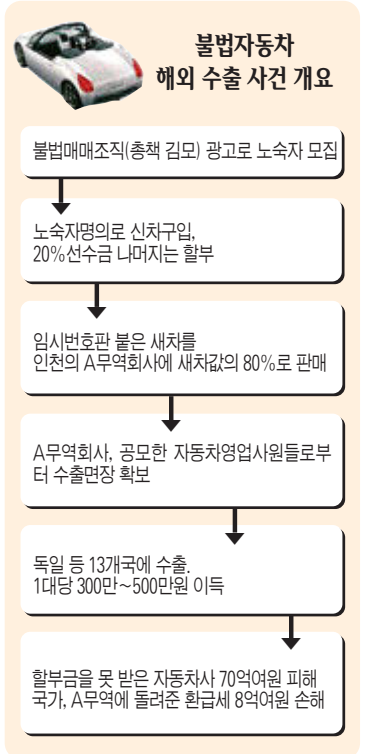 불법자동차
해외 수출 사건 개요
불법매매조직(총책 김모) 광고로 노숙자 모집
노숙자명의로 신차구입,
20%선수금 나머지는 할부
임시번호판 붙은 새차를
인천의 A무역회사에 새차값의 80%로 판매
A무역회사, 공모한 자동차영업사원들로부
터 수출면장 확보
독일 등 13개국에 수출.
1대당 300만~500만원 이득
할부금을 못 받은 자동차사 70억여원 피해
국가, A무역에 돌려준 환급세 8억여원 손해